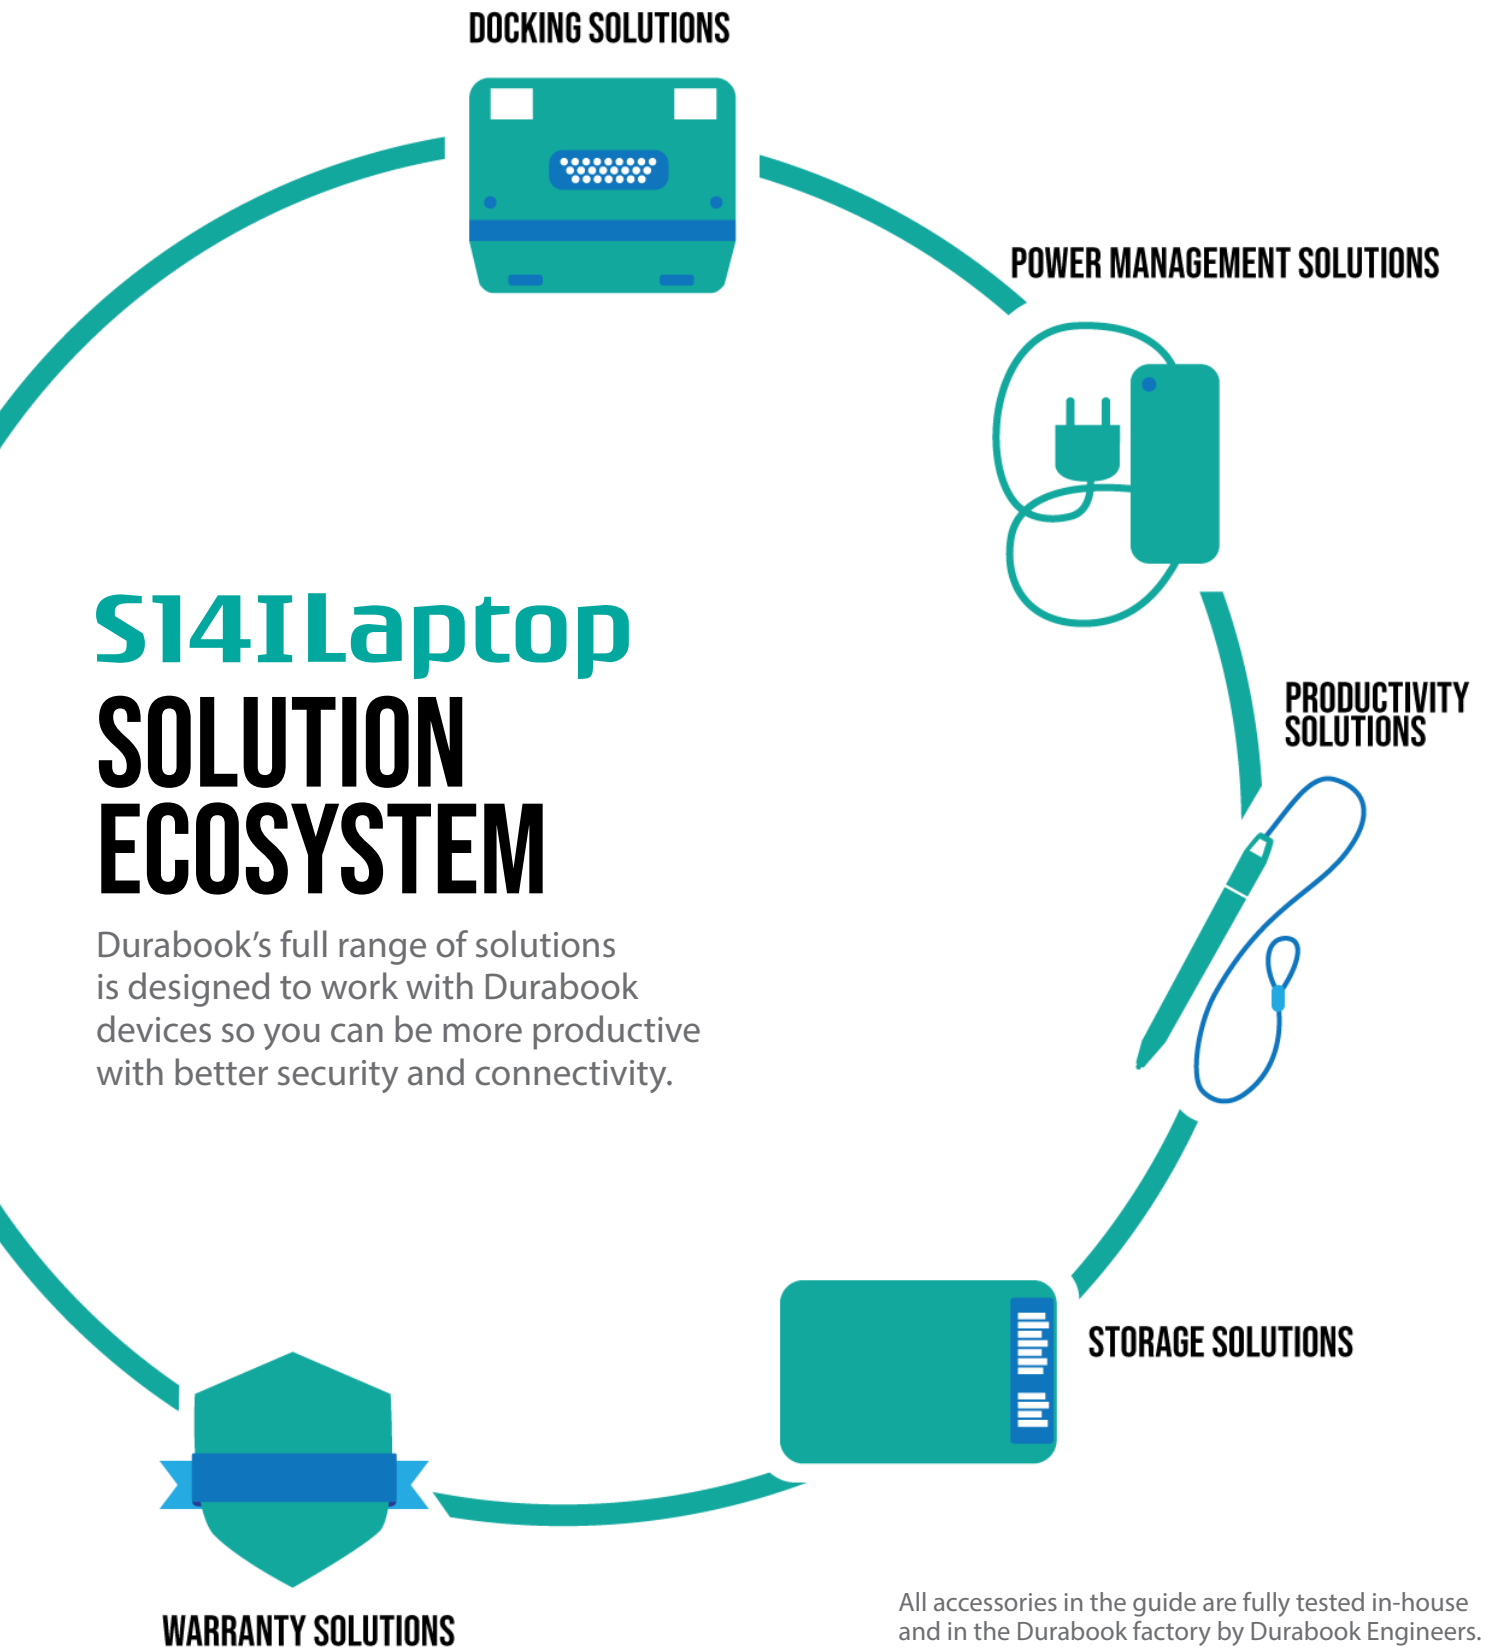 DOCKING SOLUTIONS
POWER MANAGEMENT SOLUTIONS
PRODUCTIVITY
SOLUTIONS
S14I Laptop
SOLUTION
ECOSYSTEM
Durabook’s full range of solutions
is designed to work with Durabook
devices so you can be more productive
with better security and connectivity.
STORAGE SOLUTIONS
WARRANTY SOLUTIONS
All accessories in the guide are fully tested in-house
and in the Durabook factory by Durabook Engineers.